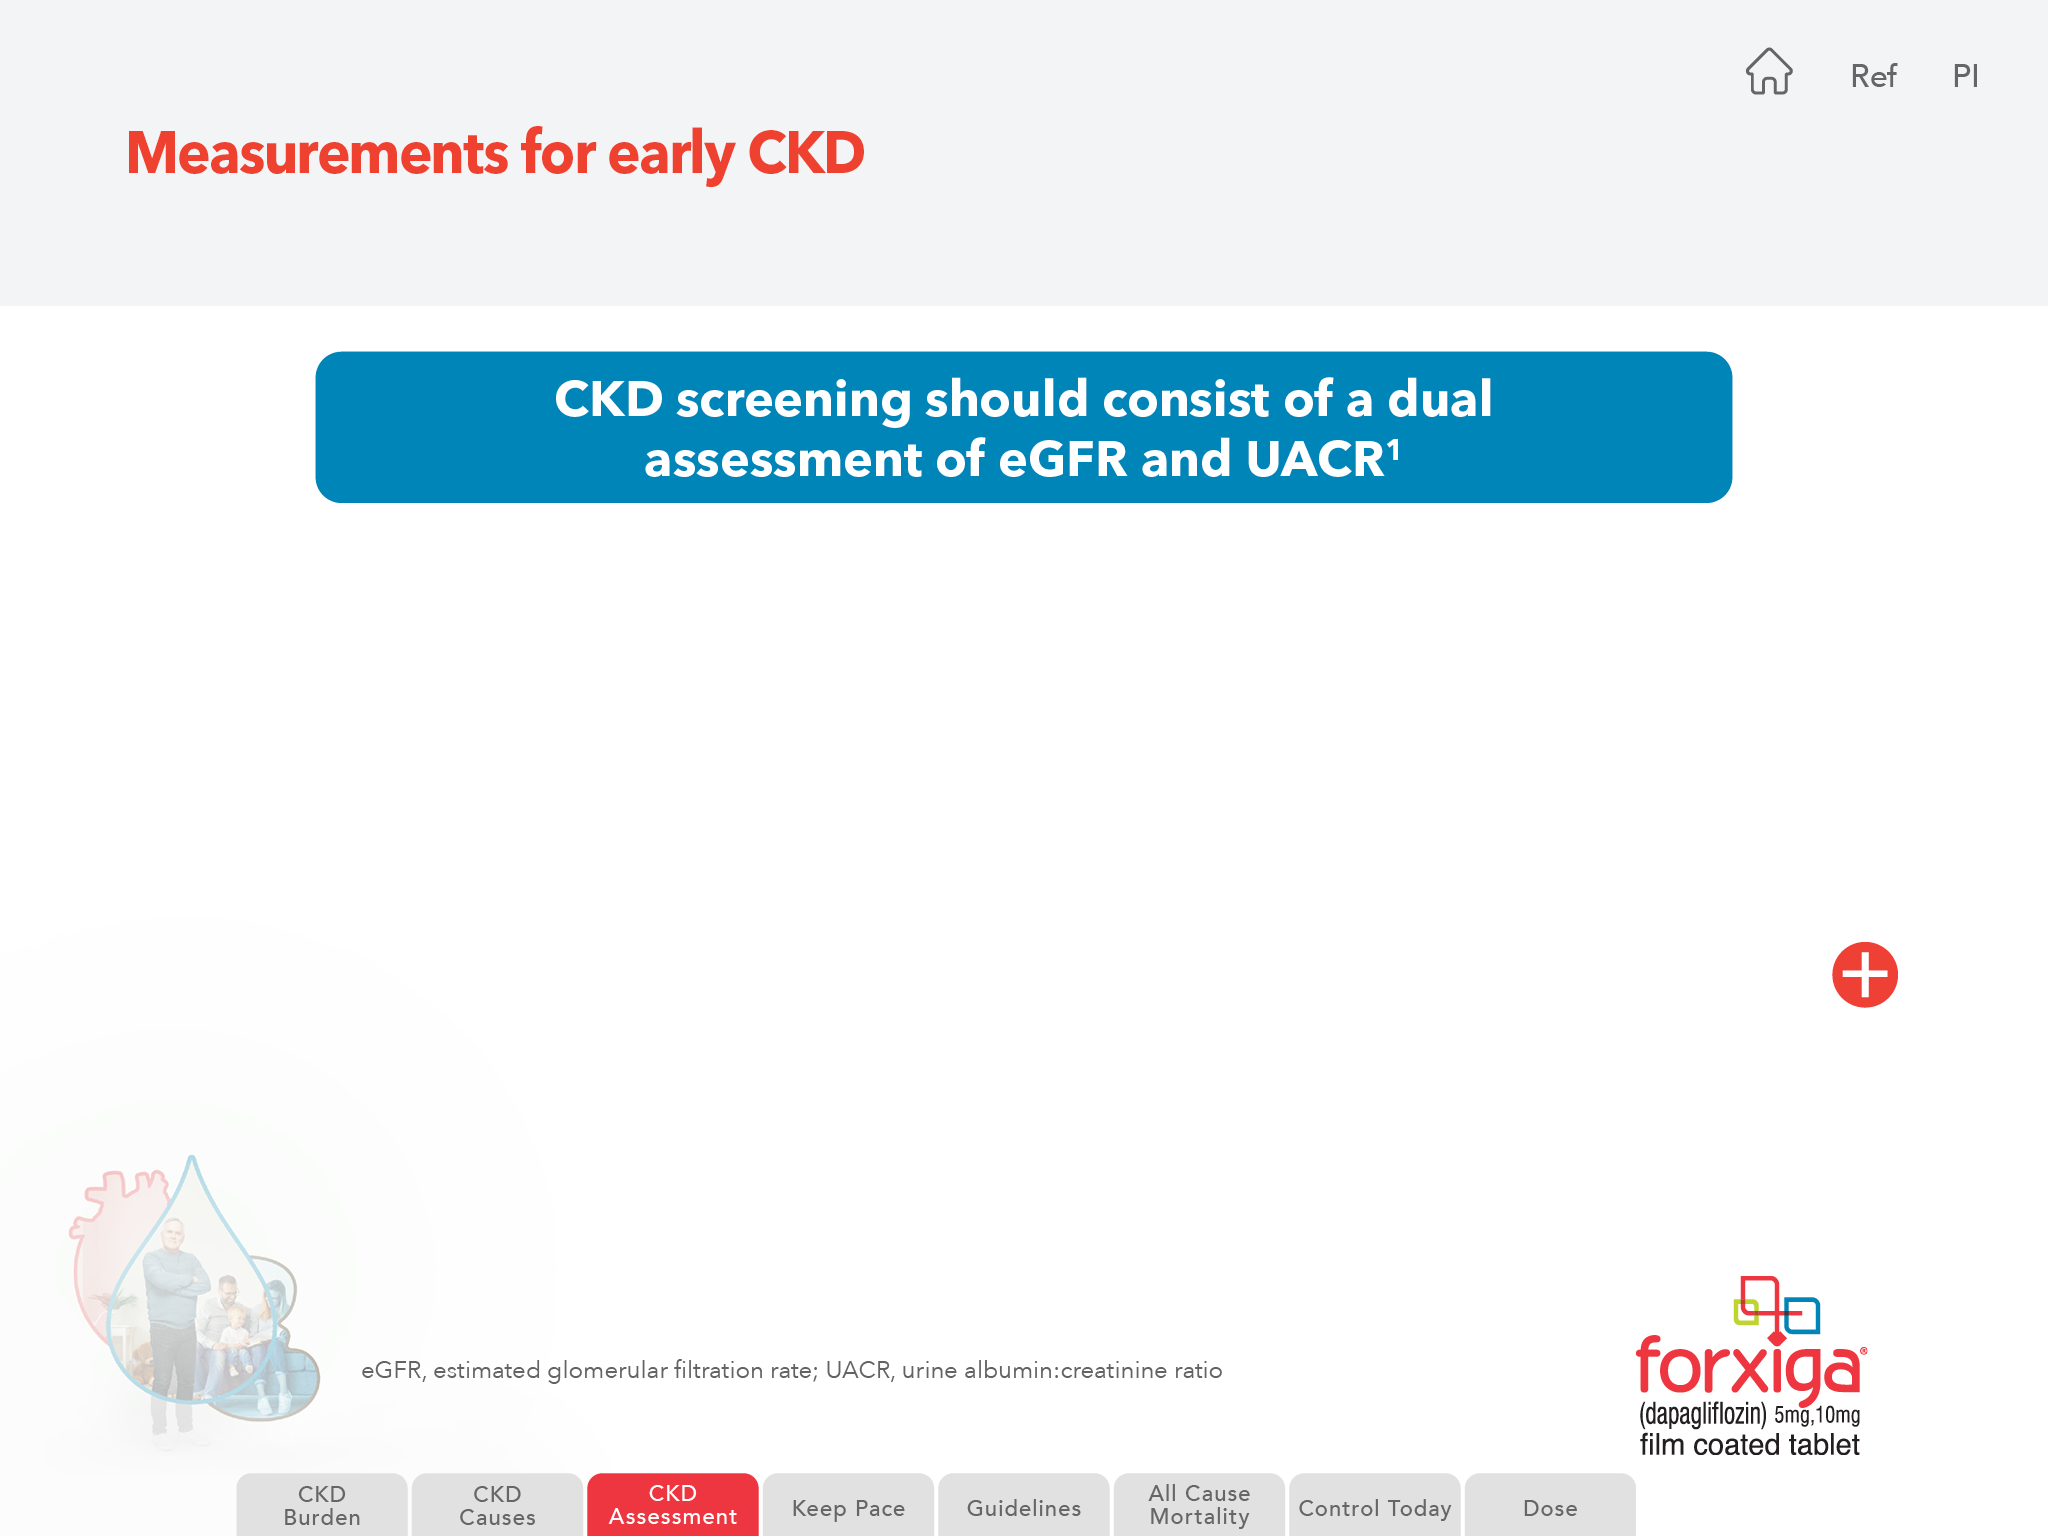 Ref
PI
Measurements for early CKD
CKD screening should consist of a dual
assessment of eGFR and UACR¹
eGFR, estimated glomerular filtration rate; UACR, urine albumin:creatinine ratio
forxiga®
(dapagliflozin) 5mg,10mg
film coated tablet
CKD
Burden
CKD
Causes
CKD
Assessment
Keep Pace
Guidelines
All Cause
Mortality
Control Today
Dose